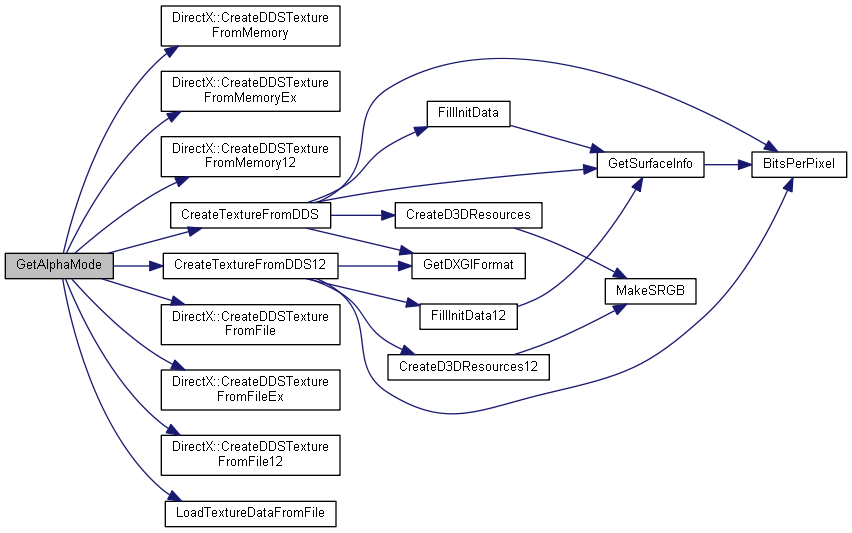 DirectX::CreateDDSTexture
FromMemory
DirectX::CreateDDSTexture
FromMemoryEx
DirectX::CreateDDSTexture
FromMemory12
CreateTextureFromDDS
GetAlphaMode
CreateTextureFromDDS12
DirectX::CreateDDSTexture
FromFile
DirectX::CreateDDSTexture
FromFileEx
DirectX::CreateDDSTexture
FromFile12
LoadTextureDataFromFile
FillInitData
CreateD3DResources
GetDXGIFormat
FillInitData12
CreateD3DResources12
GetSurfaceInfo
MakeSRGB
BitsPerPixel